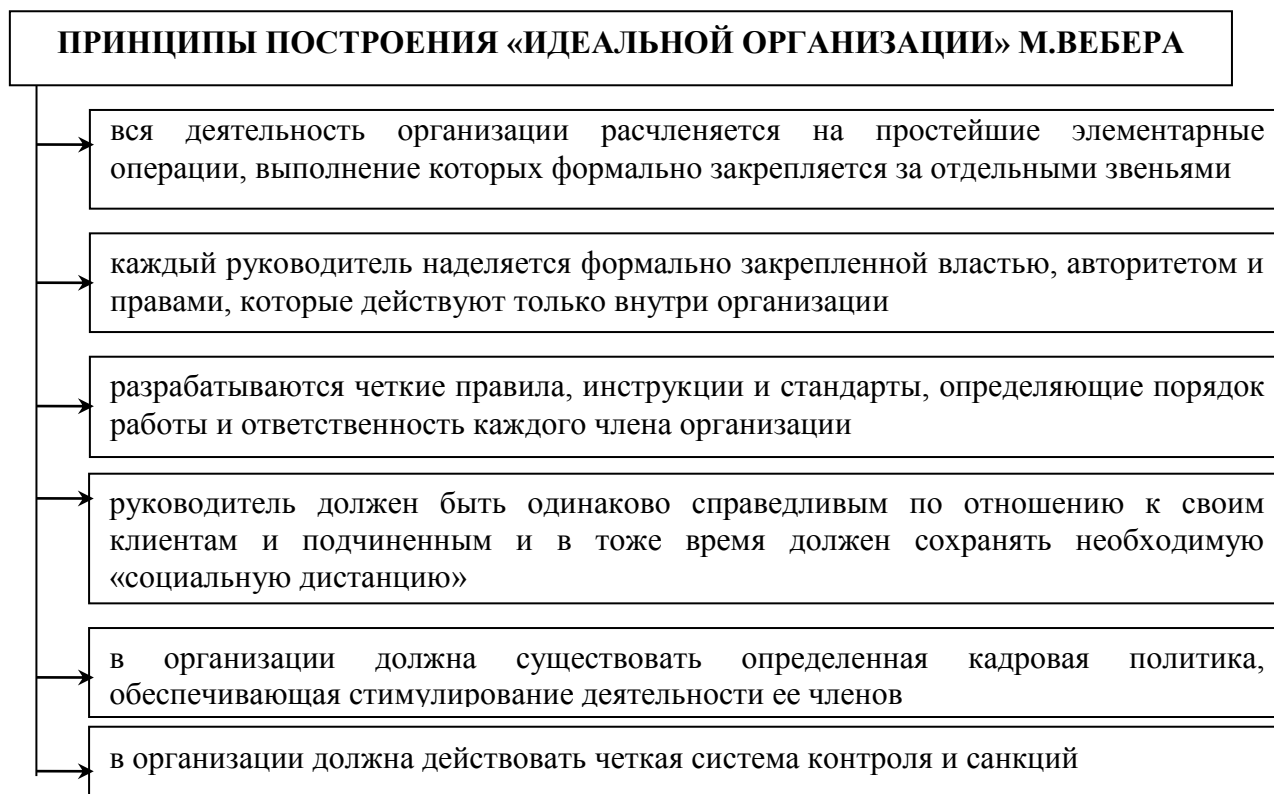 ПРИНЦИПЫ ПОСТРОЕНИЯ «ИДЕАЛЬНОЙ ОРГАНИЗАЦИИ» М.ВЕБЕРА
вся деятельность организации расчленяется на простейшие элементарные
операции, выполнение которых формально закрепляется за отдельными звеньями
каждый руководитель наделяется формально закрепленной властью, авторитетом и
правами, которые действуют только внутри организации
разрабатываются четкие правила, инструкции и стандарты, определяющие порядок
работы и ответственность каждого члена организации
руководитель должен быть одинаково справедливым по отношению к своим
клиентам и подчиненным и в тоже время должен сохранять необходимую
«социальную дистанцию»
в организации должна существовать определенная кадровая политика,
обеспечивающая стимулирование деятельности ее членов
в организации должна действовать четкая система контроля и санкций